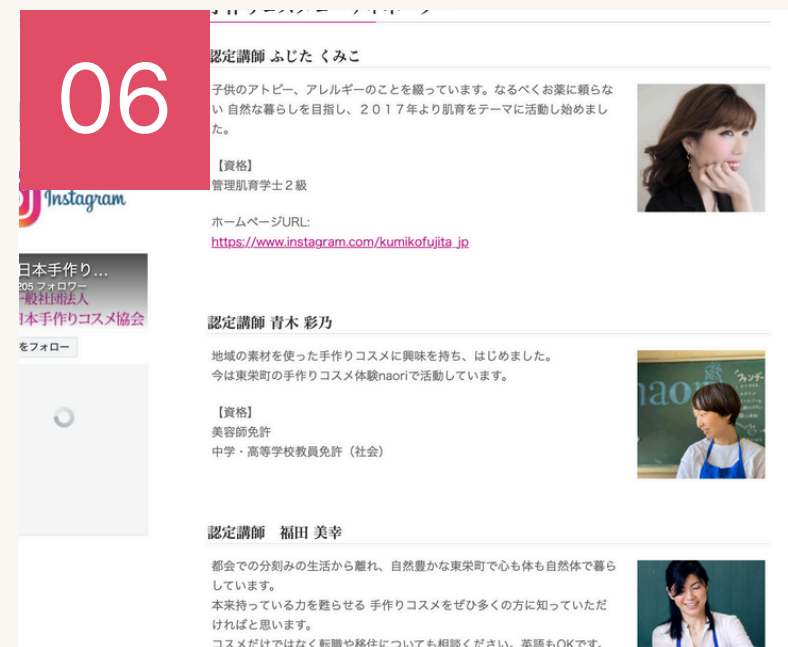 06
認定講師 ふじた くみこ
子供のアトピー、アレルギーのことを綴っています。なるべくお薬に頼らな
い 自然な暮らしを目指し、２０１７年より肌育をテーマに活動し始めまし
た。
【資格】
管理肌育学士２級
ホームページURL:
https://www.instagram.com/kumikofujita_jp
Instagram
日本手作り...
205 フォロワー
一般社団法人
日本手作りコスメ協会
をフォロー
認定講師 青木 彩乃
地域の素材を使った手作りコスメに興味を持ち、はじめました。
今は東栄町の手作りコスメ体験naoriで活動しています。
【資格】
美容師免許
中学・高等学校教員免許（社会）
naori
認定講師　福田 美幸
都会での分刻みの生活から離れ、自然豊かな東栄町で心も体も自然体で暮ら
しています。
本来持っている力を甦らせる 手作りコスメをぜひ多くの方に知っていただ
ければと思います。
コスメだけではなく転職や移住についても相談ください。英語もOKです。